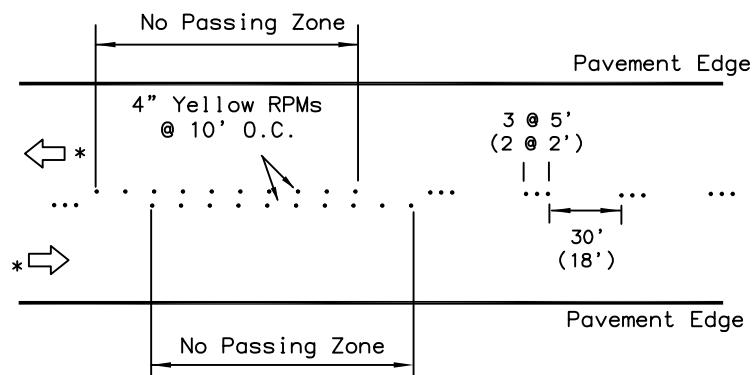 No Passing Zone
Pavement Edge
4" Yellow RPMs
@ 10' O.C.
3 @ 5'
(2 @ 2')
*
30'
(18')
*
Pavement Edge
No Passing Zone